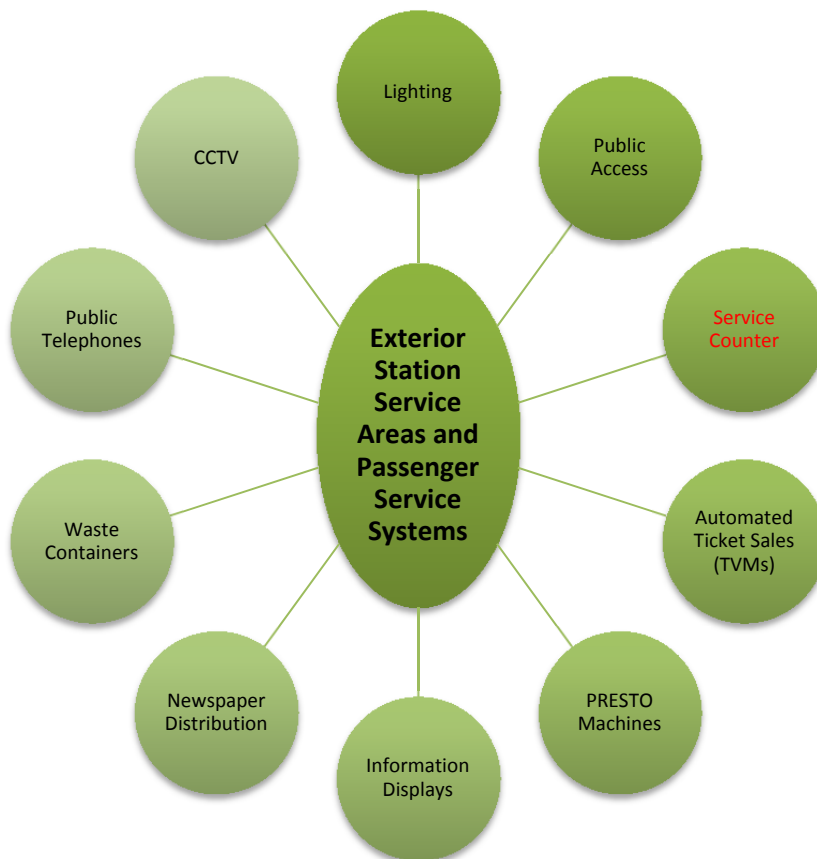 Lighting
Public
Access
Service
Counter
Automated
Ticket Sales
(TVMs)
PRESTO
Machines
Information
Displays
Newspaper
Distribution
Waste
Containers
Public
Telephones
CCTV
Exterior
Station
Service
Areas and
Passenger
Service
Systems